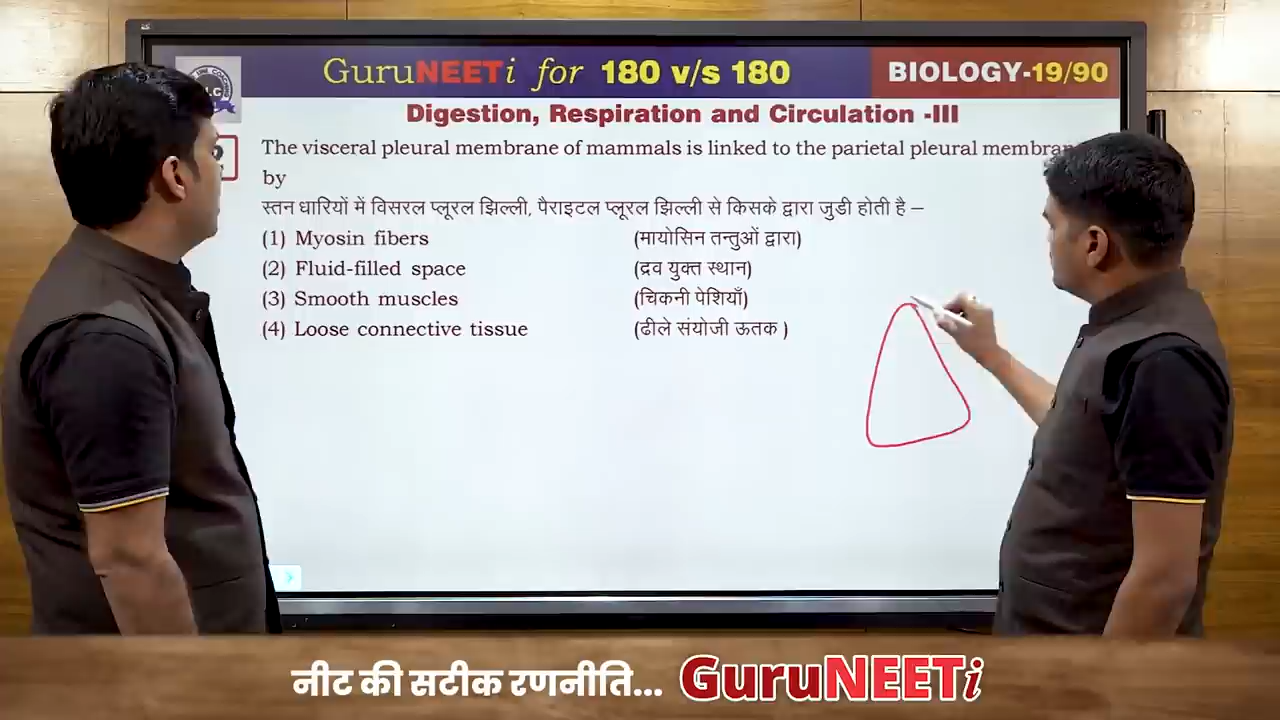 GuruNEETi for 180 v/s 180
BIOLOGY-19/90
Digestion, Respiration and Circulation -III
The visceral pleural membrane of mammals is linked to the parietal pleural
by
स्तन धारियों में विसरल प्लूरल झिल्ली, पैराइटल प्लूरल झिल्ली से किसके द्वारा जुडी होती है –
(1) Myosin fibers (मायोसिन तन्तुओं द्वारा)
(2) Fluid-filled space (द्रव युक्त स्थान)
(3) Smooth muscles (चिकनी पेशियाँ)
(4) Loose connective tissue (ढीले संयोजी ऊतक )
नीट की सटीक रणनीति... GuruNEETi